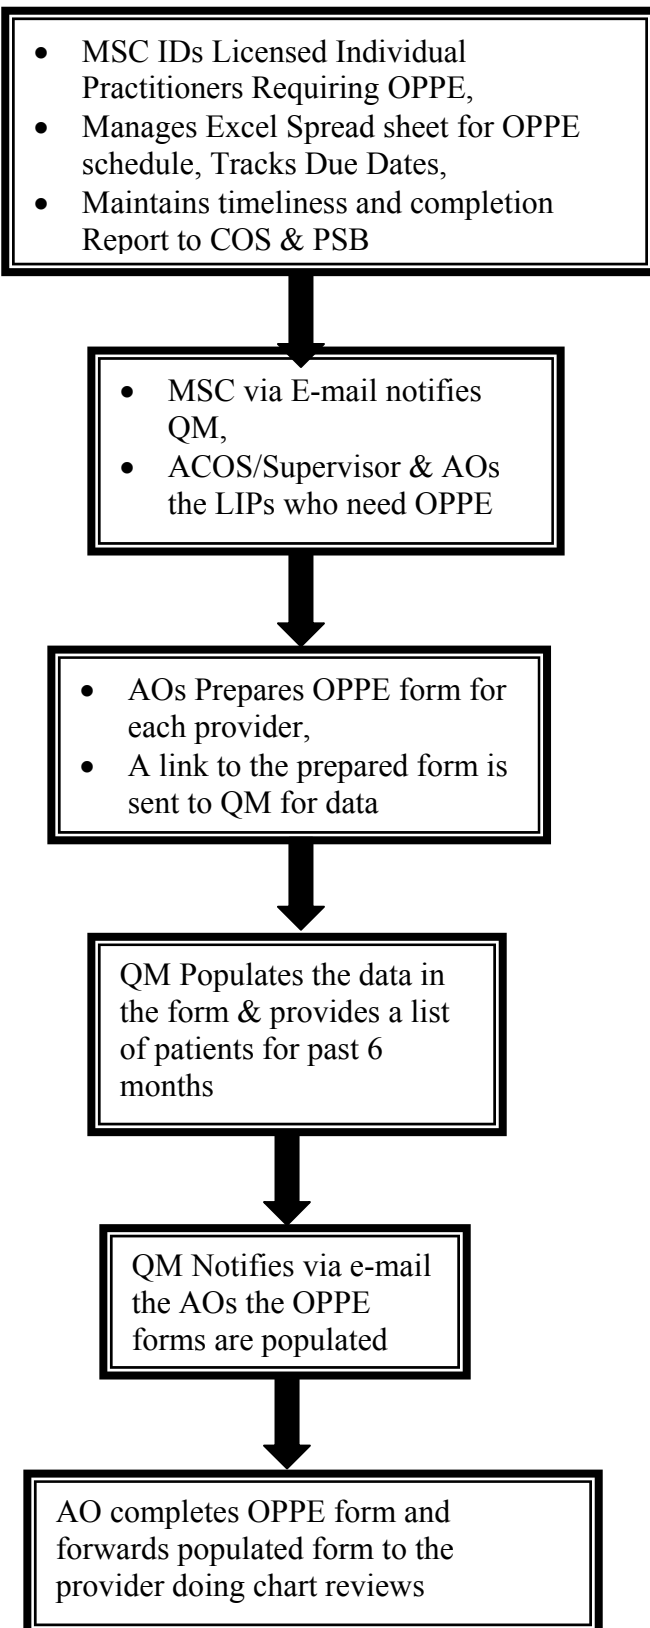 • MSC IDs Licensed Individual
Practitioners Requiring OPPE,
• Manages Excel Spread sheet for OPPE
schedule, Tracks Due Dates,
• Maintains timeliness and completion
Report to COS & PSB
• MSC via E-mail notifies
QM,
• ACOS/Supervisor & AOs
the LIPs who need OPPE
• AOs Prepares OPPE form for
each provider,
• A link to the prepared form is
sent to QM for data
QM Populates the data in
the form & provides a list
of patients for past 6
months
QM Notifies via e-mail
the AOs the OPPE
forms are populated
AO completes OPPE form and
forwards populated form to the
provider doing chart reviews